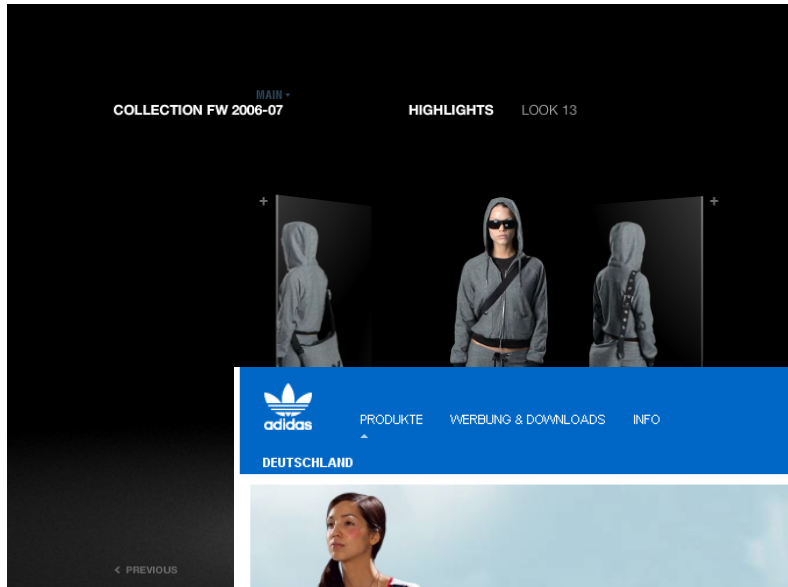 MAIN
COLLECTION FW 2006-07
HIGHLIGHTS LOOK 13
adidas
PRODUKTE WERBUNG & DOWNLOADS INFO
DEUTSCHLAND
< PREVIOUS